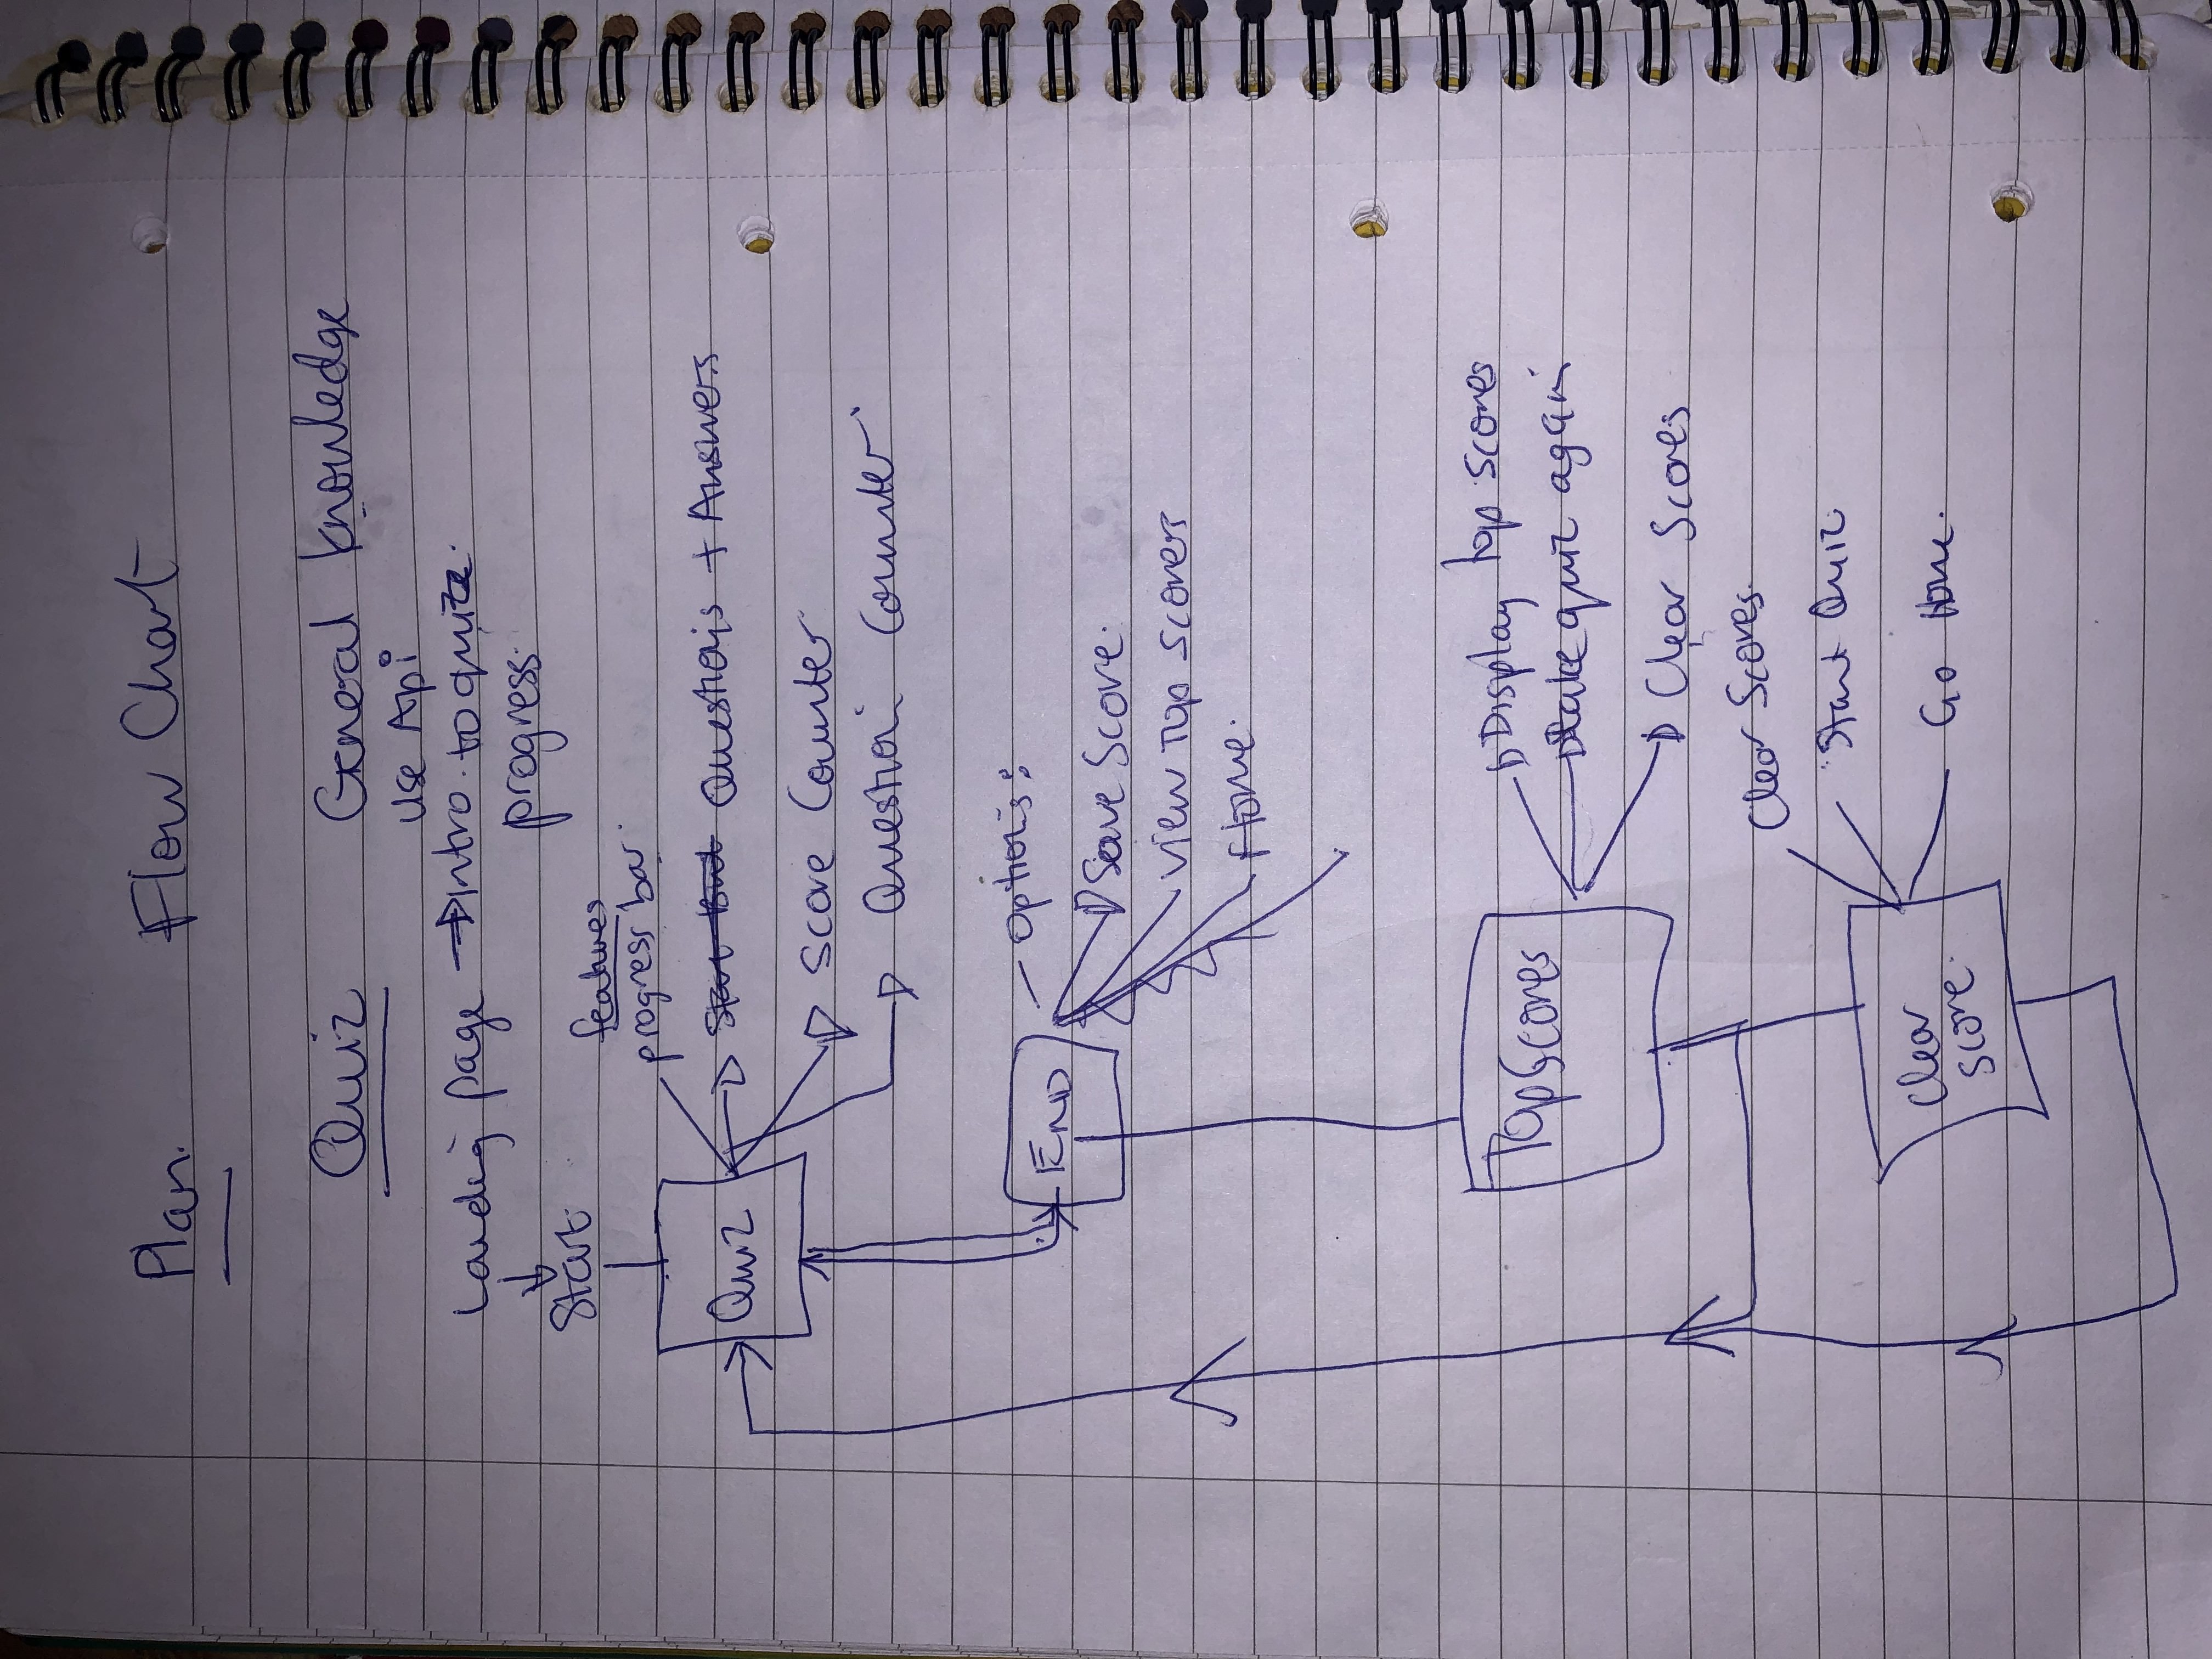 Plan. Flow Chart
Quiz General knowledge
Use Api
Landing page Intro to quiz.
progress.
Start
features
progress bar.
Quiz Start But Questions + Answers
Score Counter
Question Counter
Options:
END
Save Score.
View Top Scorers
Home.
Display top scores
Top Scores
take quiz again
Clear Scores
Clear Scores.
Start Quiz
Clear
Go Home.
Score.